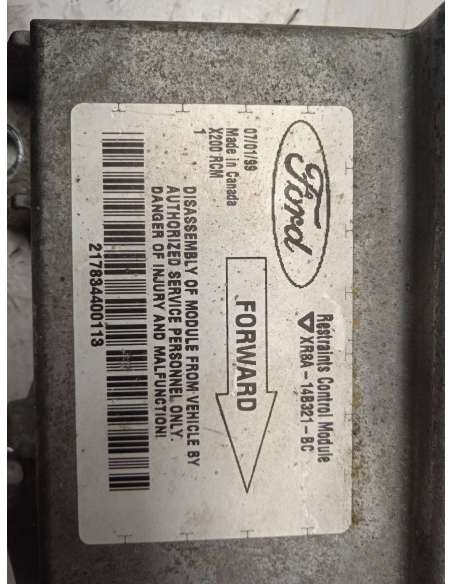 Ford
Restraints Control Module
XR8A - 14B321 - BC
07/01/99
Made in Canada
X200 RCM
1
FORWARD
DISASSEMBLY OF MODULE FROM VEHICLE BY
AUTHORIZED SERVICE PERSONNEL ONLY.
DANGER OF INJURY AND MALFUNCTION!
217834400113